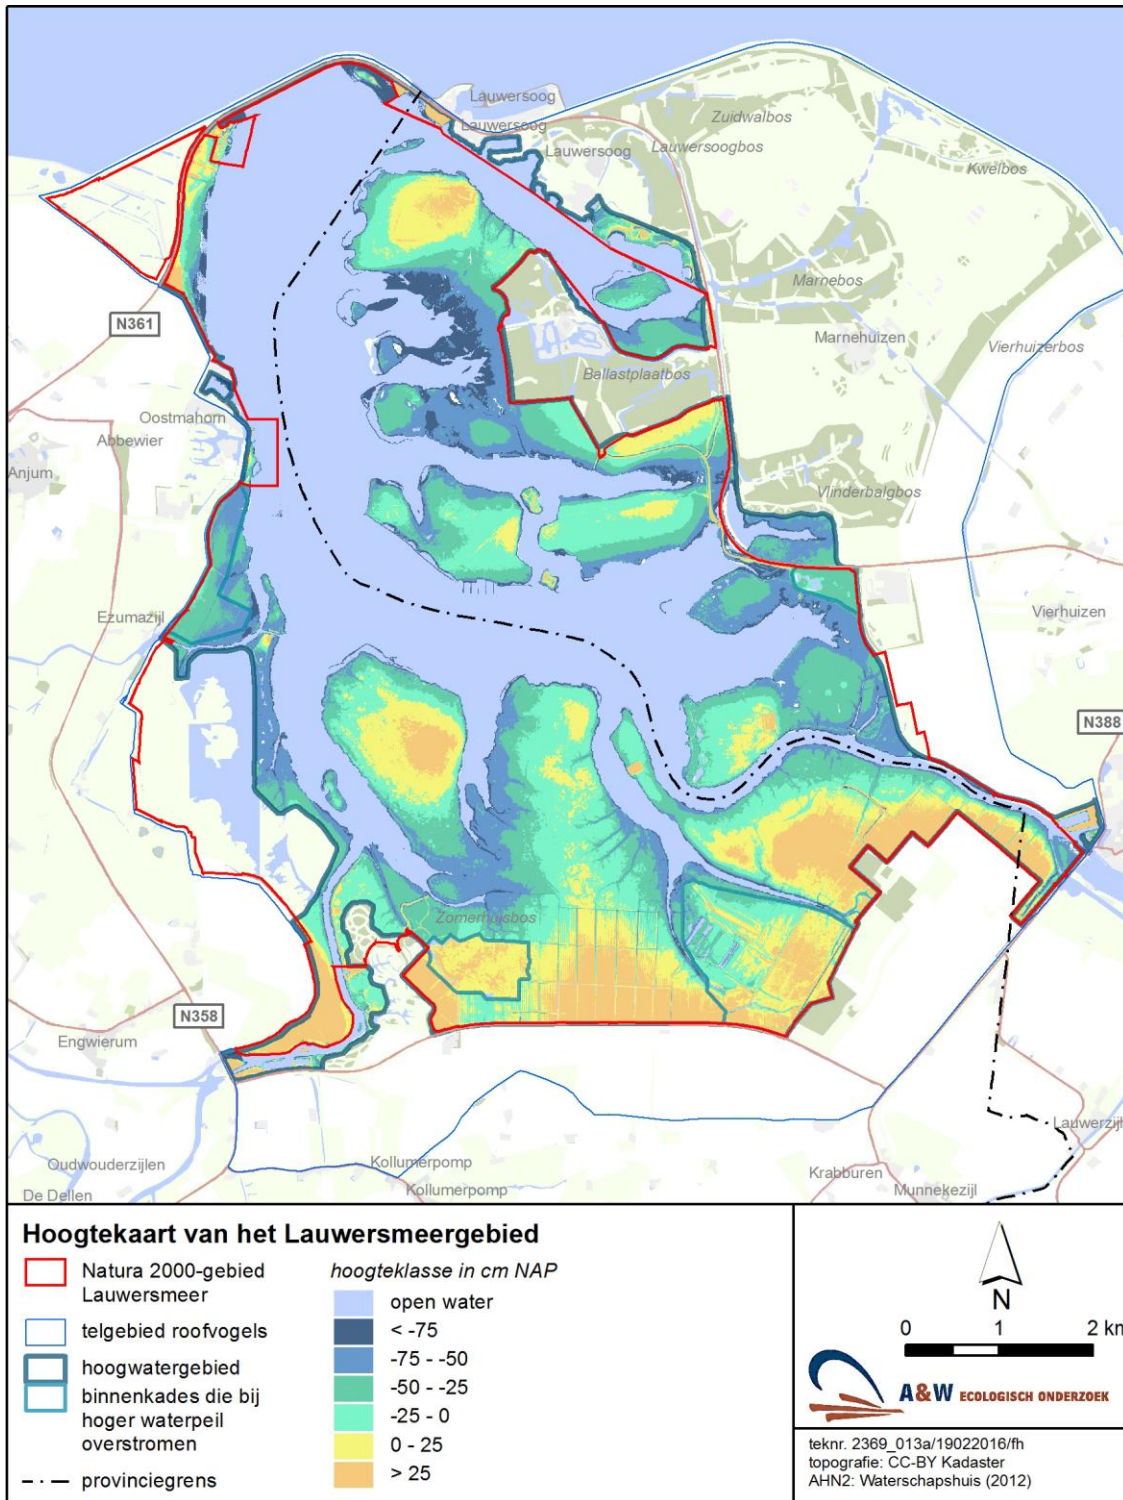 Lauwersoog
Lauwersoog
Lauwersoog
Zuidwalbos
Lauwersoogbos
Kwelbos
Marnebos
Marnehuizen
Vierhuizerbos
N361
Ballastplaatbos
Oostmahorn
Abbewier
Anjum
Vlinderbalgbos
Ezumazijl
Vierhuizen
N388
Zomerhuisbos
N358
Engwierum
Lauwerzijl
Oudwouderzijlen
Kollumerpomp
Krabburen
De Dellen
Kollumerpomp
Munnekezijl
Hoogtekaart van het Lauwersmeergebied
Natura 2000-gebied
Lauwersmeer
telgebied roofvogels
hoogwatergebied
binnenkades die bij
hoger waterpeil
overstromen
provinciegrens
hoogteklasse in cm NAP
open water
< -75
-75 - -50
-50 - -25
-25 - 0
0 - 25
> 25
N
0 1 2 km
A&W ECOLOGISCH ONDERZOEK
teknr. 2369_013a/19022016/fh
topografie: CC-BY Kadaster
AHN2: Waterschapshuis (2012)